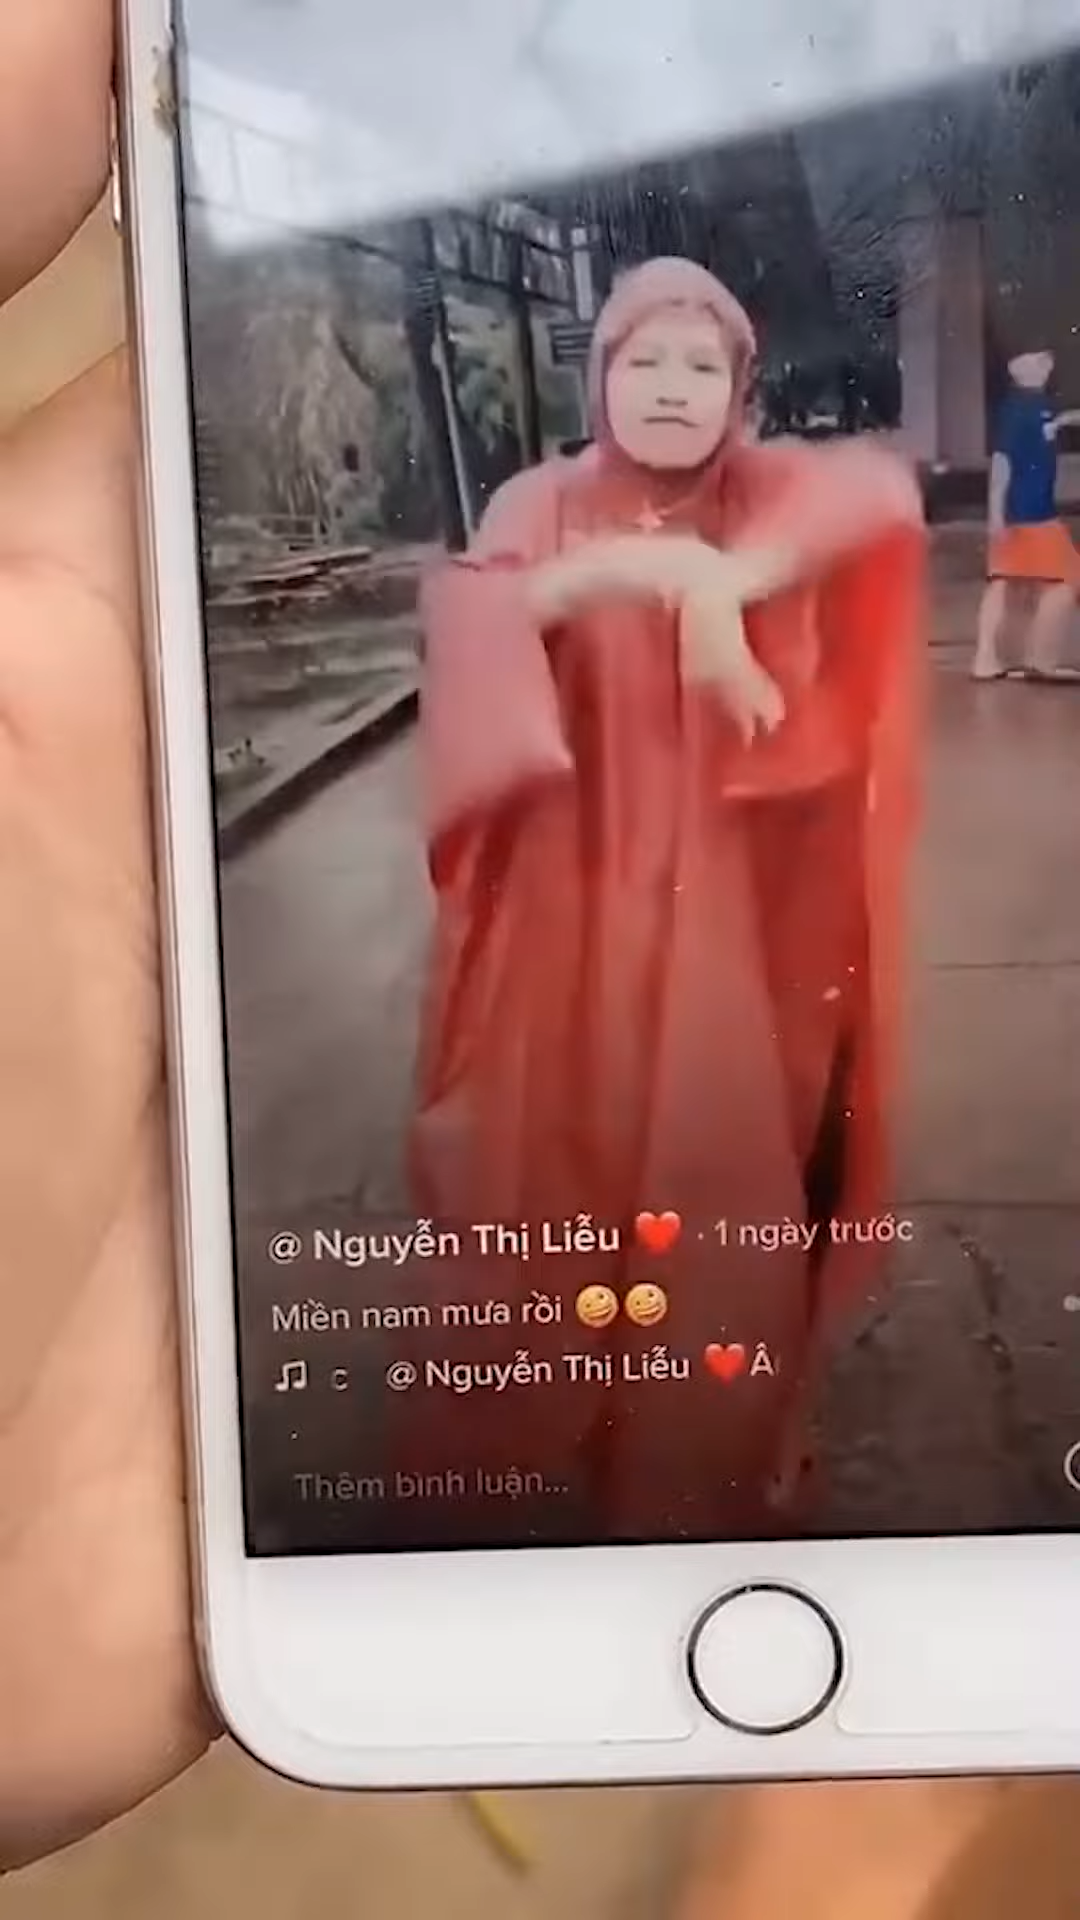 @ Nguyễn Thị Liễu ❤️ · 1 ngày trước
Miền nam mưa rồi 🤪🤪
@ Nguyễn Thị Liễu ❤️
Thêm bình luận...